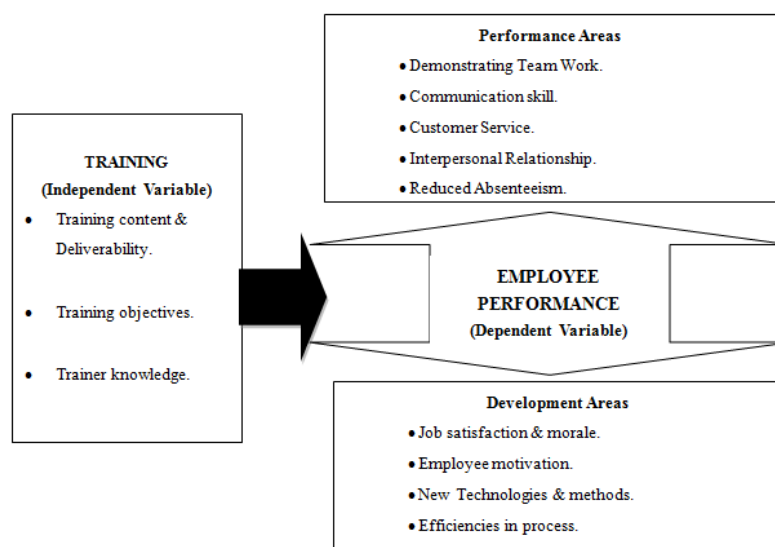 Performance Areas
• Demonstrating Team Work.
• Communication skill.
• Customer Service.
• Interpersonal Relationship.
• Reduced Absenteeism.
TRAINING
(Independent Variable)
• Training content &
Deliverability.
• Training objectives.
• Trainer knowledge.
EMPLOYEE
PERFORMANCE
(Dependent Variable)
Development Areas
• Job satisfaction & morale.
• Employee motivation.
• New Technologies & methods.
• Efficiencies in process.